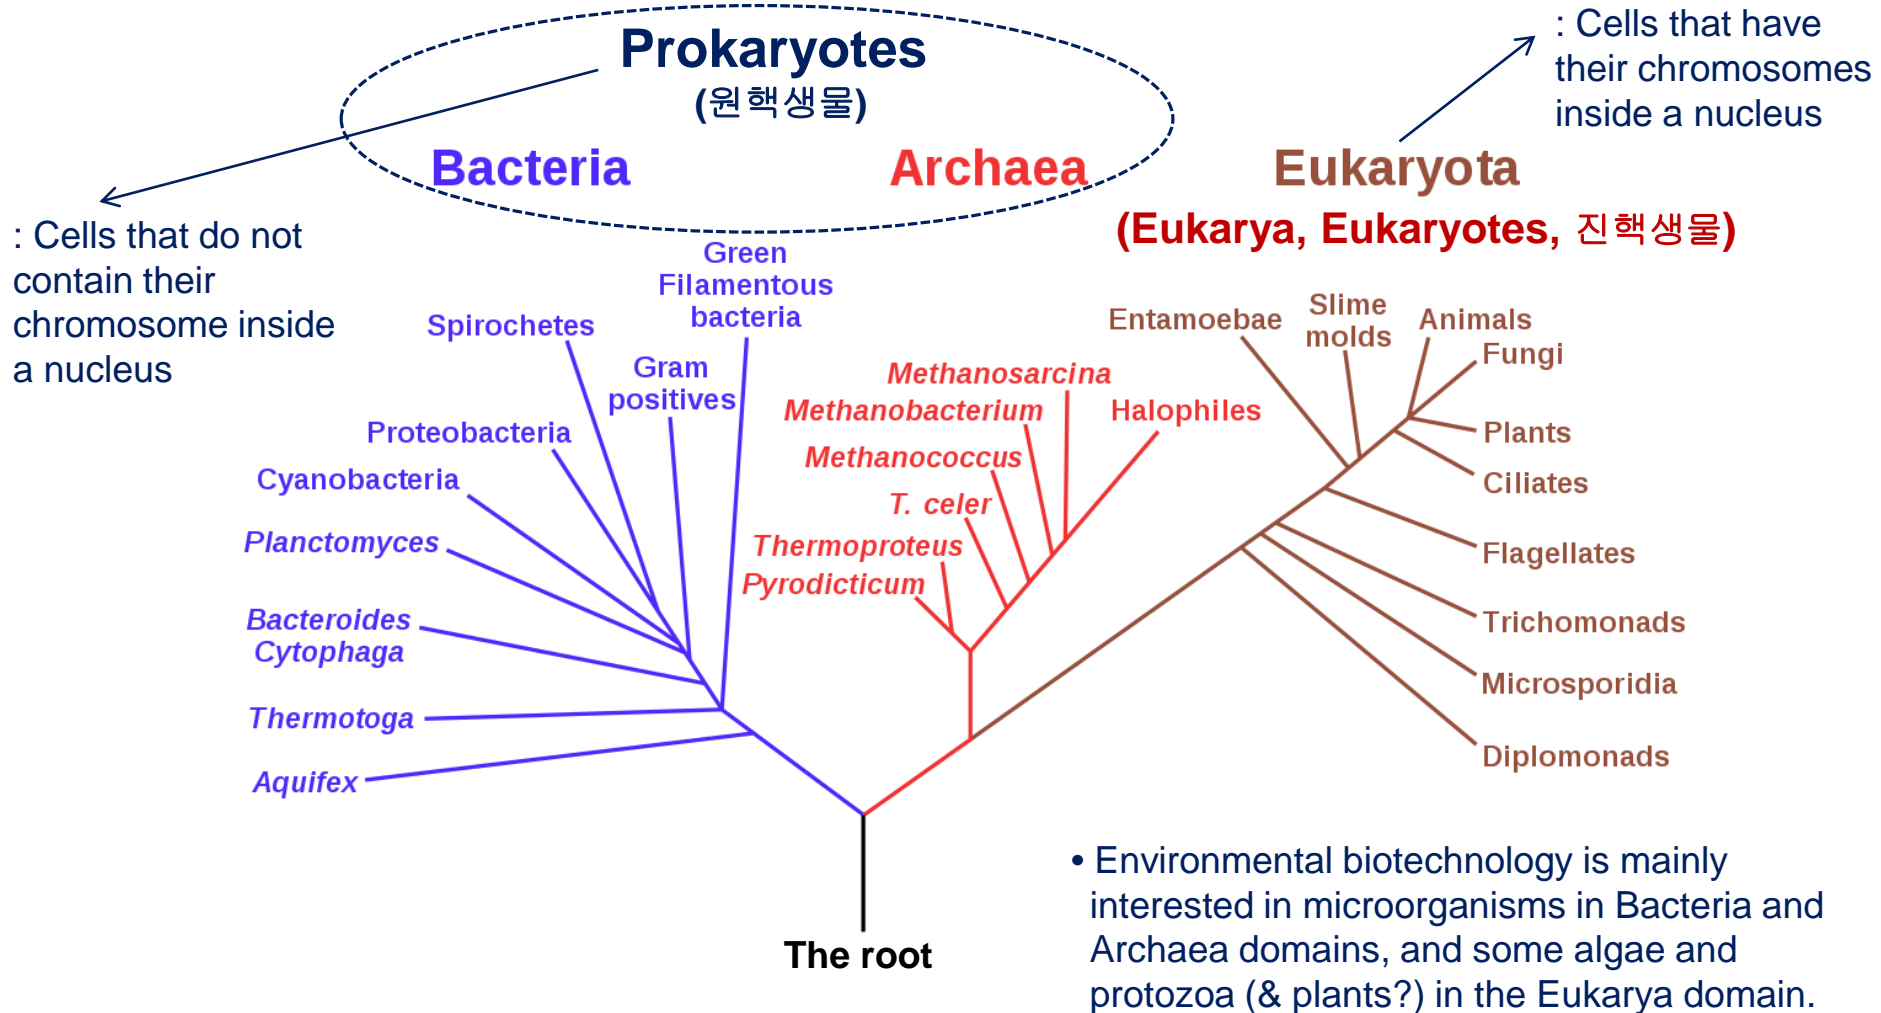 Prokaryotes
(원핵생물)
: Cells that have
their chromosomes
inside a nucleus
Bacteria
Archaea
Eukaryota
(Eukarya, Eukaryotes, 진핵생물)
: Cells that do not
contain their
chromosome inside
a nucleus
Green
Filamentous
bacteria
Spirochetes
Gram
positives
Proteobacteria
Cyanobacteria
Planctomyces
Bacteroides
Cytophaga
Thermotoga
Aquifex
Methanosarcina
Methanobacterium
Halophiles
Methanococcus
T. celer
Thermoproteus
Pyrodicticum
Entamoebae
Slime
molds
Animals
Fungi
Plants
Ciliates
Flagellates
Trichomonads
Microsporidia
Diplomonads
The root
• Environmental biotechnology is mainly
interested in microorganisms in Bacteria and
Archaea domains, and some algae and
protozoa (& plants?) in the Eukarya domain.